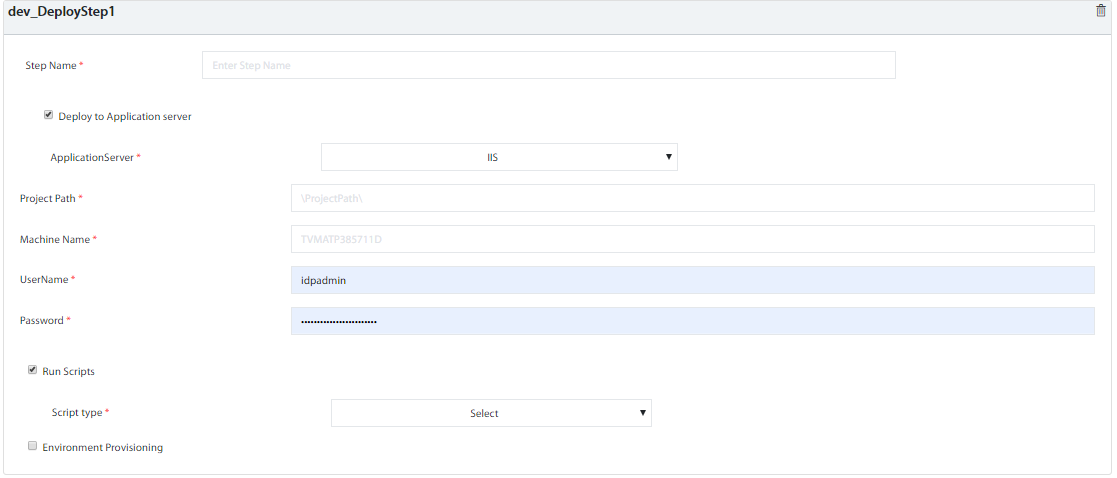 dev_DeployStep1
Step Name *
Enter Step Name
Deploy to Application server
ApplicationServer *
IIS
Project Path *
\ProjectPath\
Machine Name *
TVMATP385711D
UserName *
idpadmin
Password *
Run Scripts
Script type *
Select
Environment Provisioning